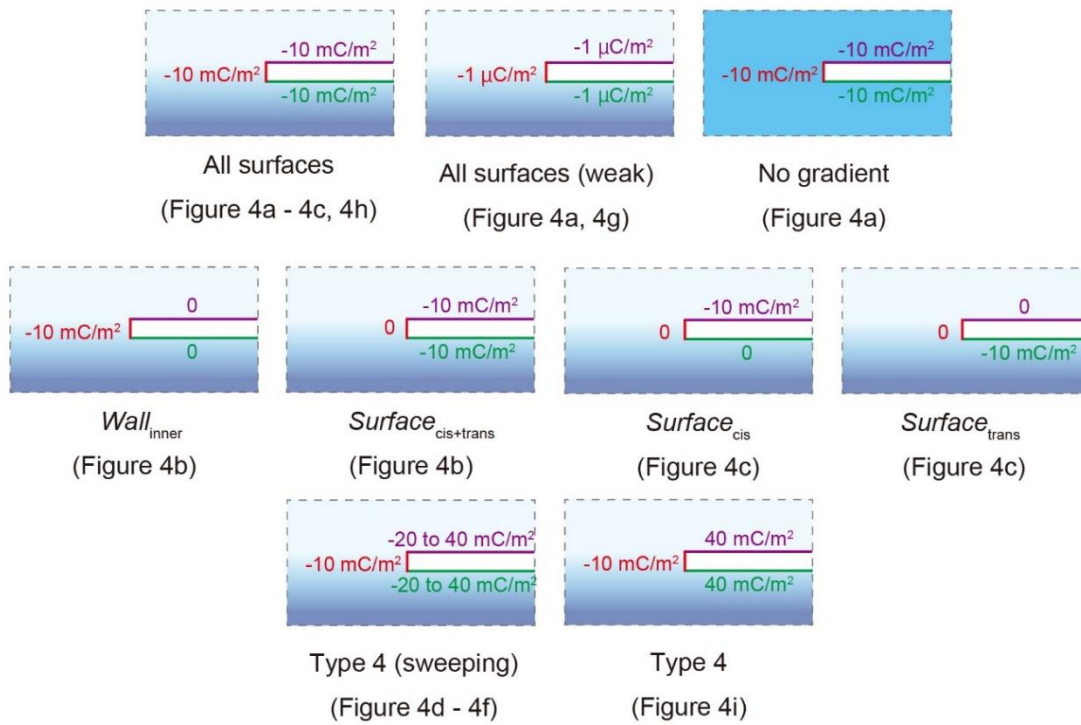 -10 mC/m²
-10 mC/m²
-10 mC/m²
All surfaces
(Figure 4a - 4c, 4h)
-1 μC/m²
-1 μC/m²
-1 μC/m²
All surfaces (weak)
(Figure 4a, 4g)
-10 mC/m²
-10 mC/m²
-10 mC/m²
No gradient
(Figure 4a)
0
-10 mC/m²
0
Wall_inner
(Figure 4b)
-10 mC/m²
0
-10 mC/m²
Surface_cis+trans
(Figure 4b)
-10 mC/m²
0
0
Surface_cis
(Figure 4c)
0
0
-10 mC/m²
Surface_trans
(Figure 4c)
-20 to 40 mC/m²
-10 mC/m²
-20 to 40 mC/m²
Type 4 (sweeping)
(Figure 4d - 4f)
40 mC/m²
-10 mC/m²
40 mC/m²
Type 4
(Figure 4i)